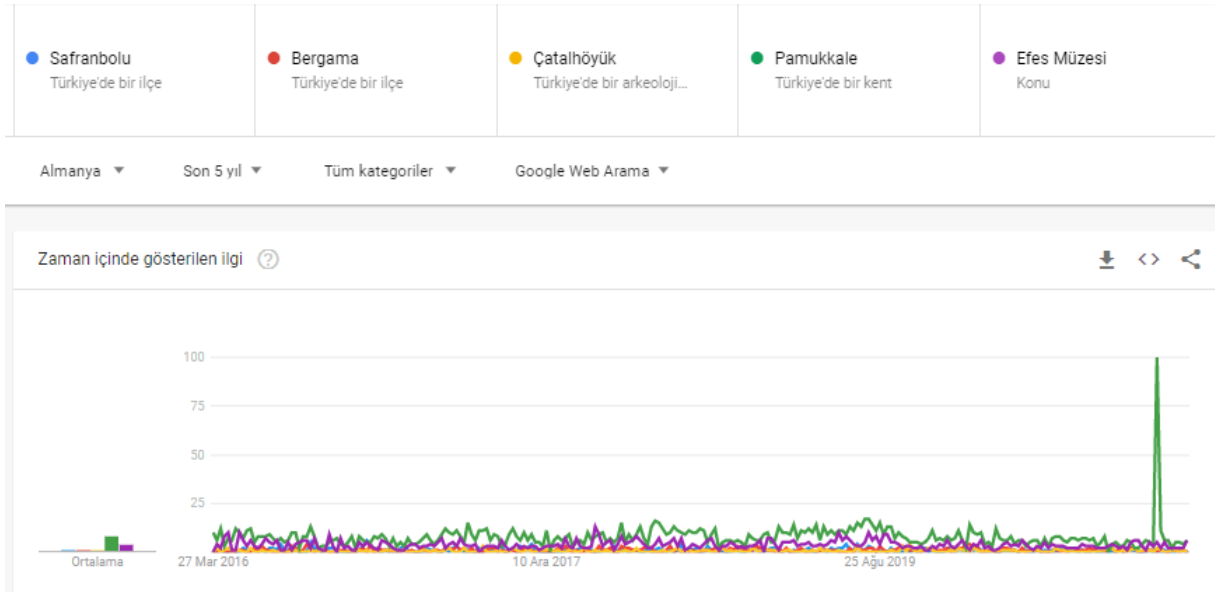 Safranbolu
Türkiye'de bir ilçe
Bergama
Türkiye'de bir ilçe
Çatalhöyük
Türkiye'de bir arkeoloji...
Pamukkale
Türkiye'de bir kent
Efes Müzesi
Konu
Almanya
Son 5 yıl
Tüm kategoriler
Google Web Arama
Zaman içinde gösterilen ilgi
100
75
50
25
Ortalama
27 Mar 2016
10 Ara 2017
25 Ağu 2019